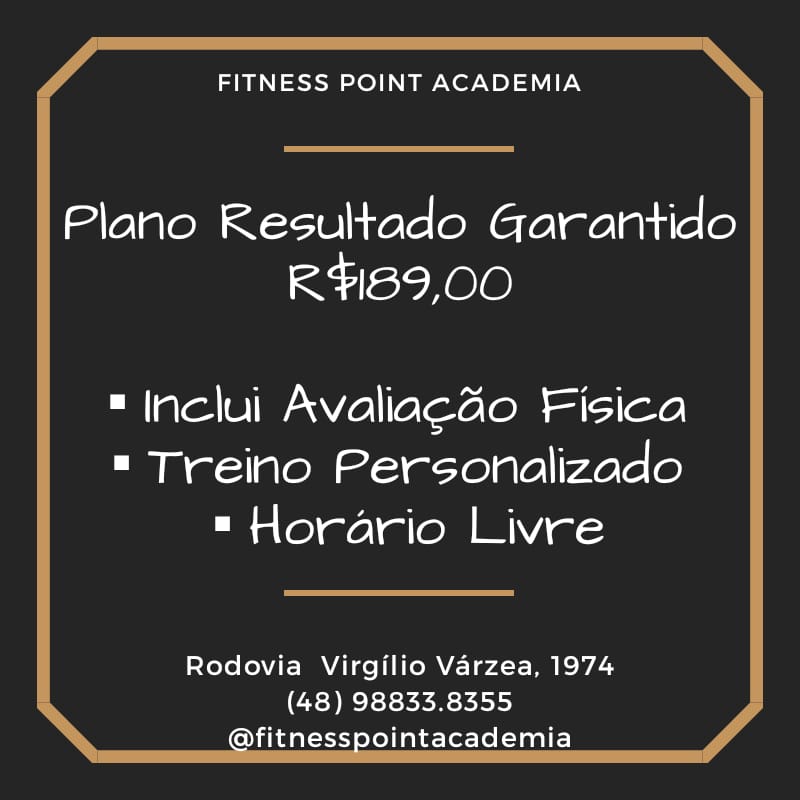 FITNESS POINT ACADEMIA
Plano Resultado Garantido
R$189,00
▪ Inclui Avaliação Física
▪ Treino Personalizado
▪ Horário Livre
Rodovia Virgílio Várzea, 1974
(48) 98833.8355
@fitnesspointacademia